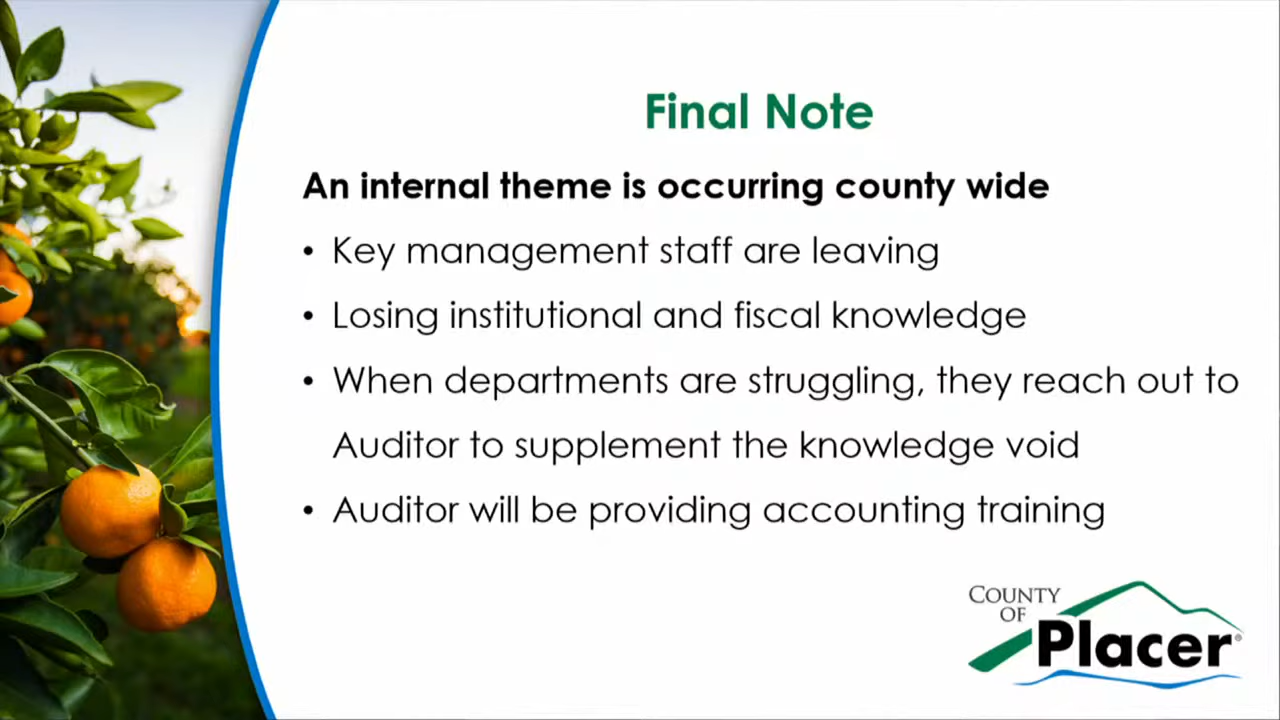 Final Note
An internal theme is occurring county wide
• Key management staff are leaving
• Losing institutional and fiscal knowledge
• When departments are struggling, they reach out to
Auditor to supplement the knowledge void
• Auditor will be providing accounting training
COUNTY
OF
Placer®